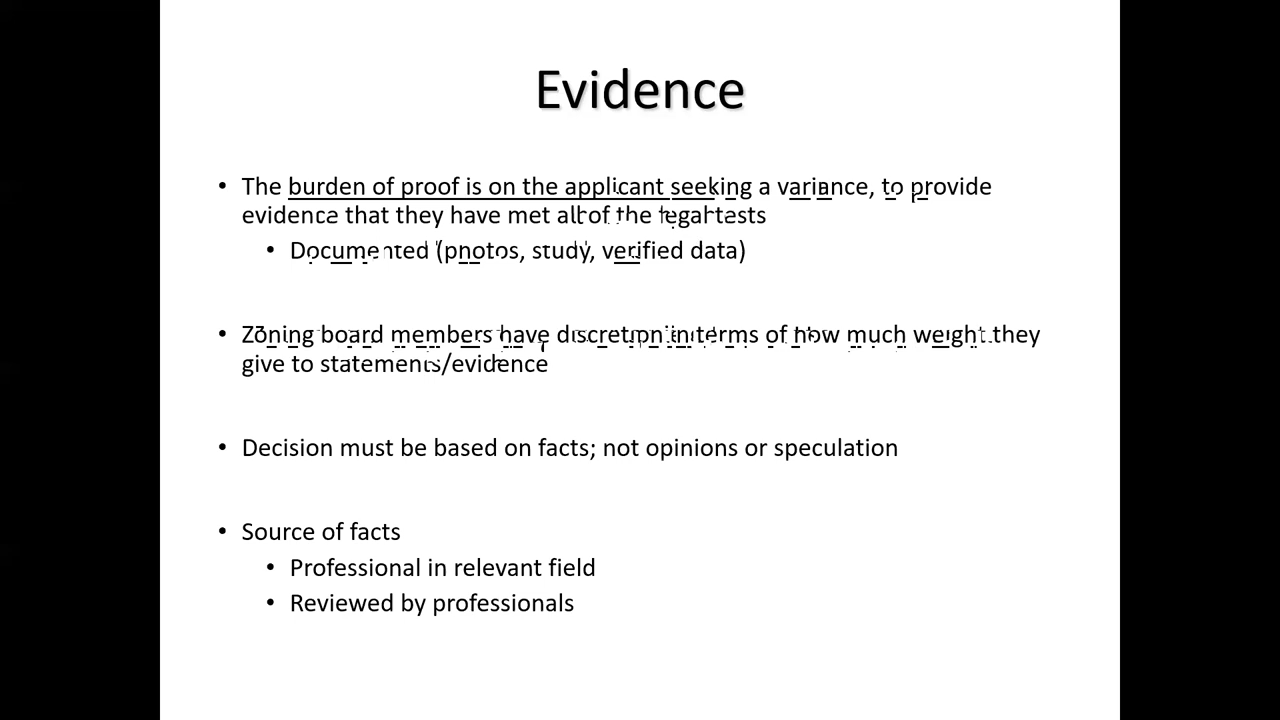 Evidence
• The burden of proof is on the applicant seeking a variance, to provide
evidence that they have met all of the legal tests
• Documented (photos, study, verified data)
• Zoning board members have discretion in terms of how much weight they
give to statements/evidence
• Decision must be based on facts; not opinions or speculation
• Source of facts
• Professional in relevant field
• Reviewed by professionals